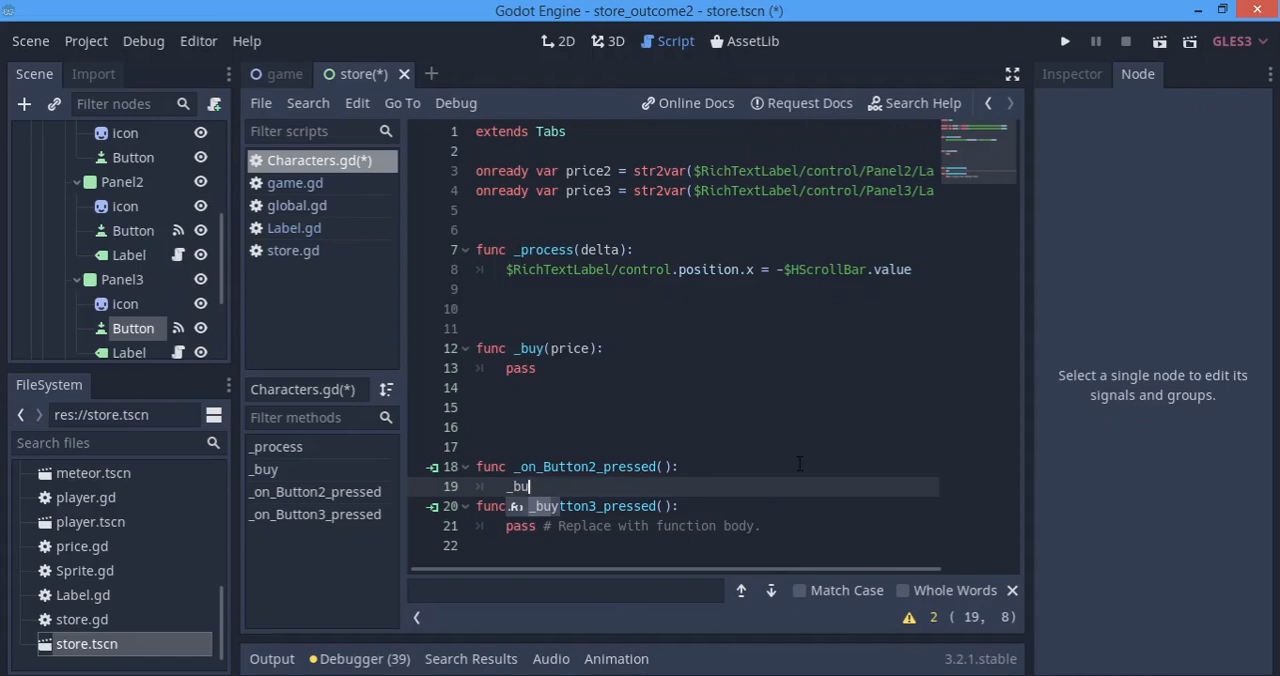 Godot Engine - store_outcome2 - store.tscn (*)
Scene Project Debug Editor Help
2D 3D Script AssetLib
GLES3
Scene Import
Filter nodes
icon
Button
Panel2
icon
Button
Label
Panel3
icon
Button
Label
FileSystem
res://store.tscn
Search files
meteor.tscn
player.gd
player.tscn
price.gd
Sprite.gd
Label.gd
store.gd
store.tscn
game store(*)
File Search Edit Go To Debug
Online Docs Request Docs Search Help
Filter scripts
Characters.gd(*)
game.gd
global.gd
Label.gd
store.gd
Characters.gd(*)
Filter methods
_process
_buy
_on_Button2_pressed
_on_Button3_pressed
1 extends Tabs
2
3 onready var price2 = str2var($RichTextLabel/control/Panel2/La
4 onready var price3 = str2var($RichTextLabel/control/Panel3/La
5
6
7 func _process(delta):
8 $RichTextLabel/control.position.x = -$HScrollBar.value
9
10
11
12 func _buy(price):
13 pass
14
15
16
17
18 func _on_Button2_pressed():
19 _bu
20 func _buytton3_pressed():
21 pass # Replace with function body.
22
Match Case Whole Words
2 ( 19, 8)
Output Debugger (39) Search Results Audio Animation
3.2.1.stable
Inspector Node
Select a single node to edit its
signals and groups.